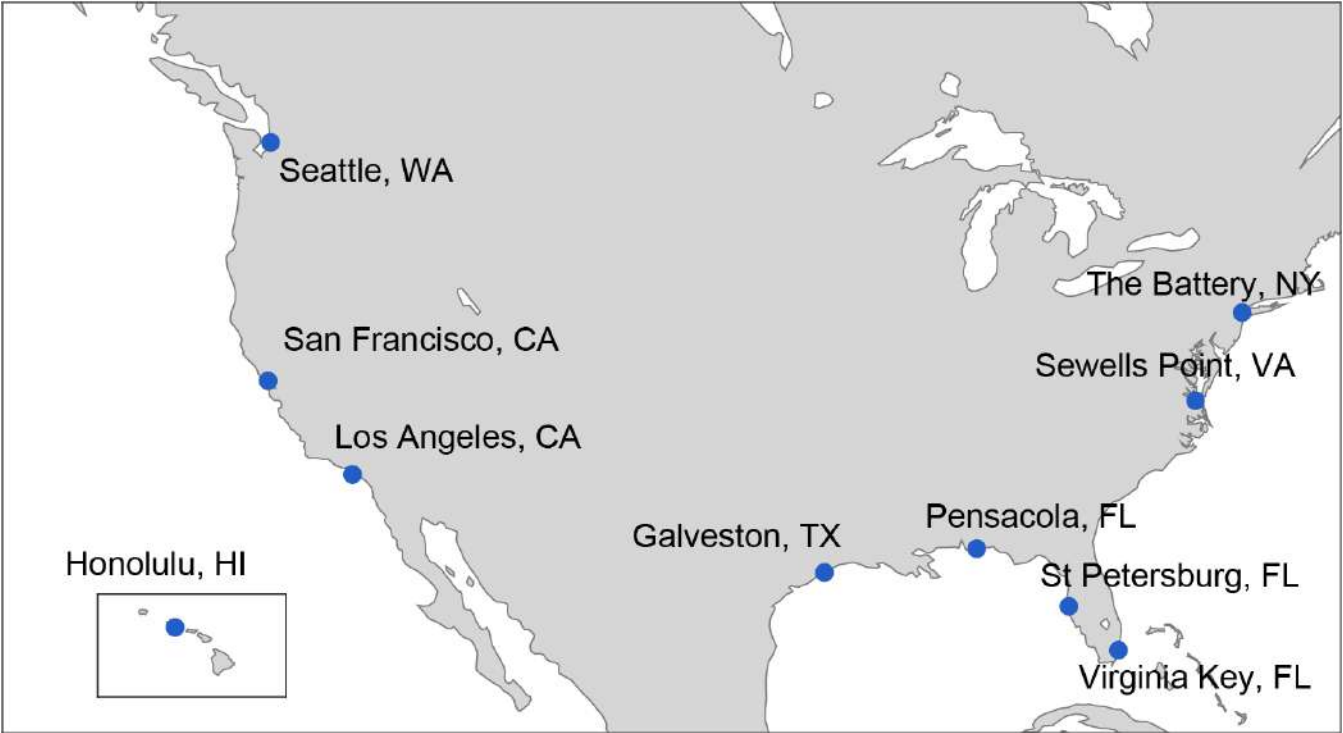 Seattle, WA
The Battery, NY
San Francisco, CA
Sewells Point, VA
Los Angeles, CA
Pensacola, FL
Galveston, TX
Honolulu, HI
St Petersburg, FL
Virginia Key, FL